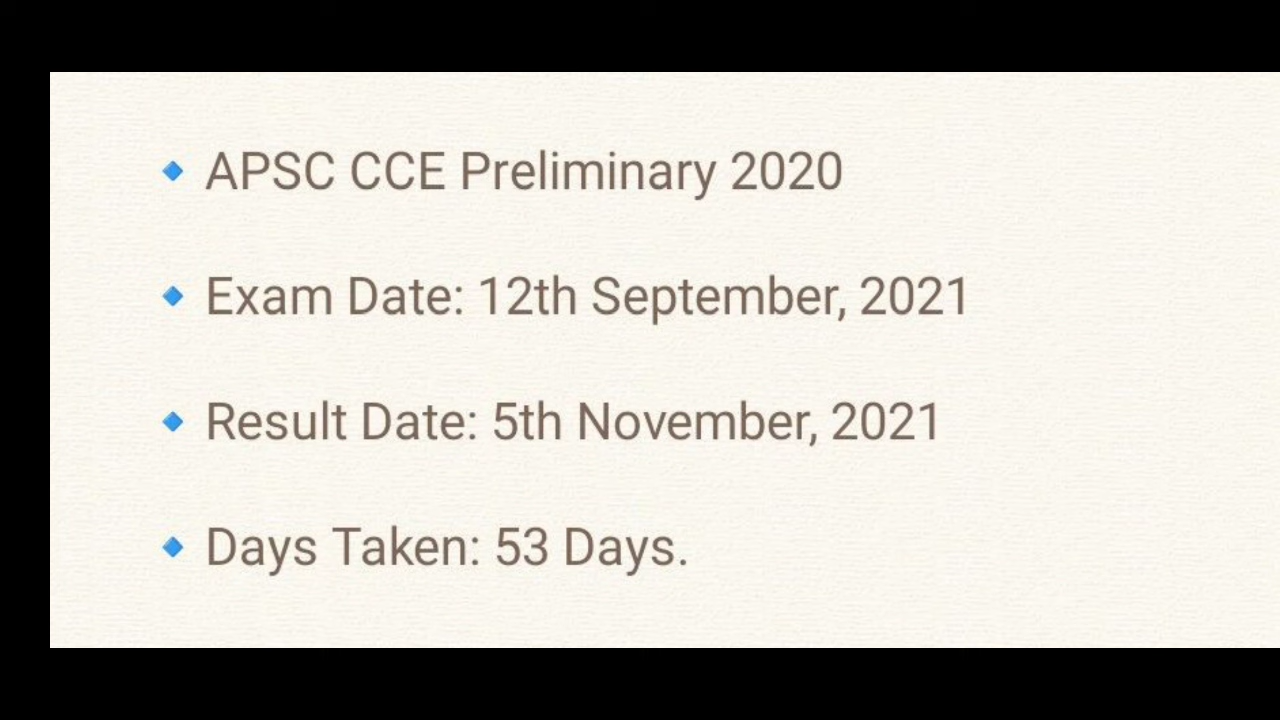 🔹 APSC CCE Preliminary 2020
🔹 Exam Date: 12th September, 2021
🔹 Result Date: 5th November, 2021
🔹 Days Taken: 53 Days.